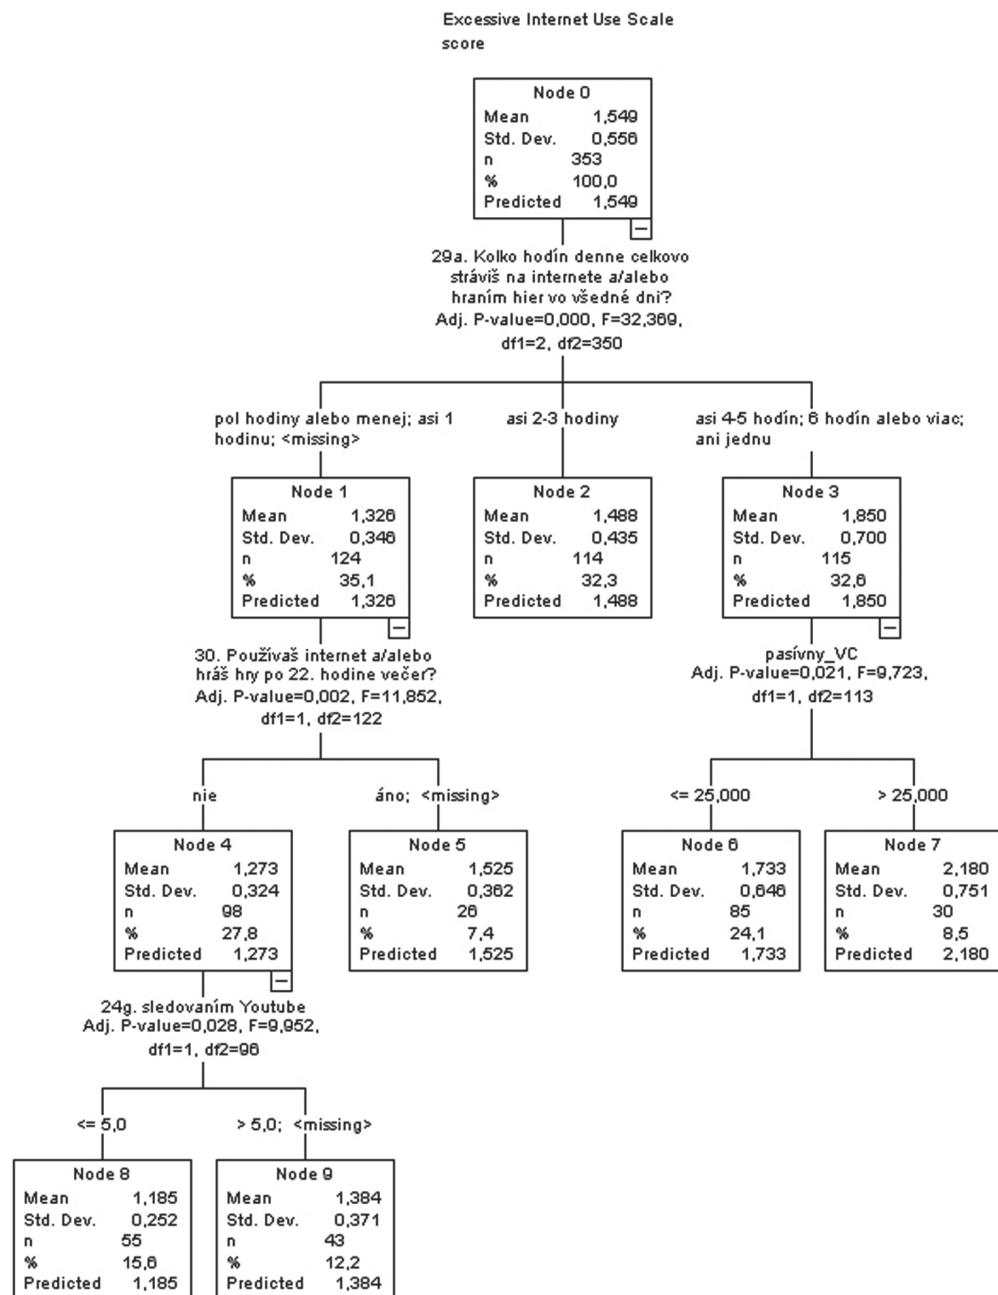 Excessive Internet Use Scale
score
Node 0
Mean 1,549
Std. Dev. 0,556
n 353
% 100,0
Predicted 1,549
29a. Kolko hodín denne celkovo
stráviš na internete a/alebo
hraním hier vo všedné dni?
Adj. P-value=0,000, F=32,369,
df1=2, df2=350
pol hodiny alebo menej; asi 1
hodinu; <missing>
asi 2-3 hodiny
asi 4-5 hodín; 6 hodín alebo viac;
ani jednu
Node 1
Mean 1,326
Std. Dev. 0,346
n 124
% 35,1
Predicted 1,326
Node 2
Mean 1,488
Std. Dev. 0,435
n 114
% 32,3
Predicted 1,488
Node 3
Mean 1,850
Std. Dev. 0,700
n 115
% 32,6
Predicted 1,850
30. Používaš internet a/alebo
hráš hry po 22. hodine večer?
Adj. P-value=0,002, F=11,852,
df1=1, df2=122
pasívny_VC
Adj. P-value=0,021, F=9,723,
df1=1, df2=113
nie
áno; <missing>
<= 25,000
> 25,000
Node 4
Mean 1,273
Std. Dev. 0,324
n 98
% 27,8
Predicted 1,273
Node 5
Mean 1,525
Std. Dev. 0,362
n 26
% 7,4
Predicted 1,525
Node 6
Mean 1,733
Std. Dev. 0,646
n 85
% 24,1
Predicted 1,733
Node 7
Mean 2,180
Std. Dev. 0,751
n 30
% 8,5
Predicted 2,180
24g. sledovaním Youtube
Adj. P-value=0,028, F=9,952,
df1=1, df2=96
<= 5,0
> 5,0; <missing>
Node 8
Mean 1,185
Std. Dev. 0,252
n 55
% 15,6
Predicted 1,185
Node 9
Mean 1,384
Std. Dev. 0,371
n 43
% 12,2
Predicted 1,384